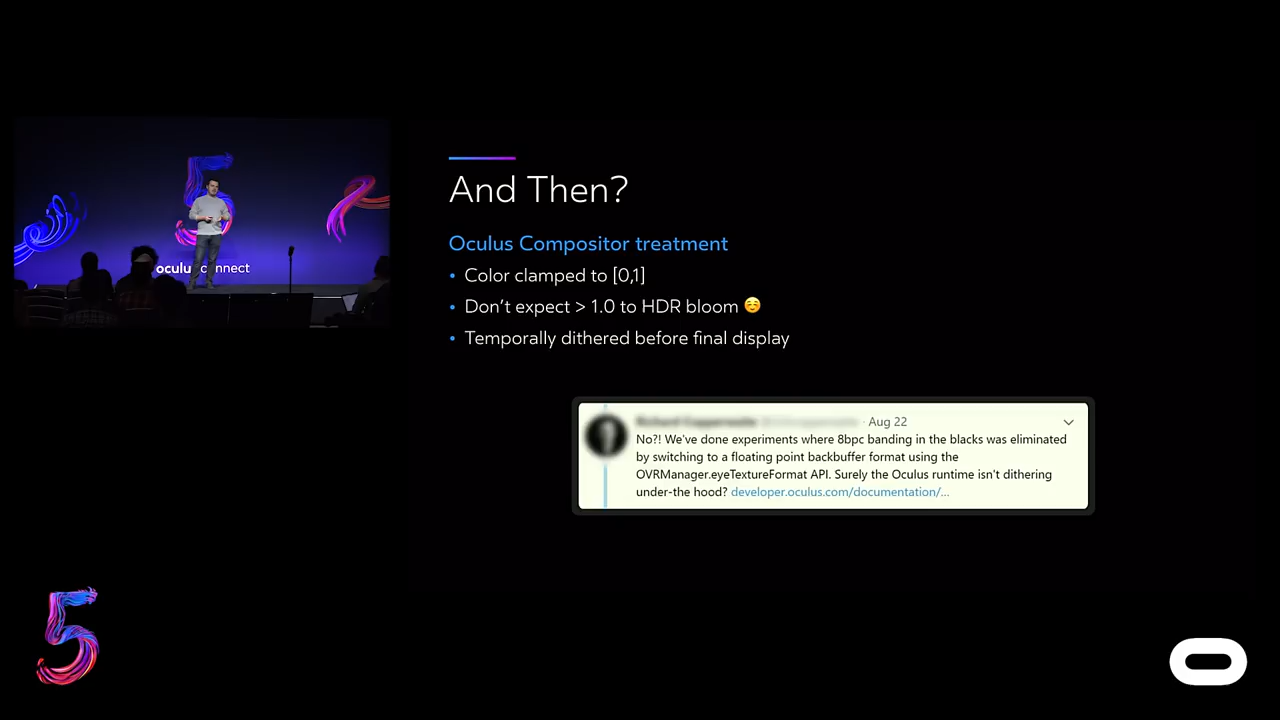 And Then?
Oculus Compositor treatment
• Color clamped to [0,1]
• Don’t expect > 1.0 to HDR bloom ☺️
• Temporally dithered before final display
· Aug 22
No?! We've done experiments where 8bpc banding in the blacks was eliminated
by switching to a floating point backbuffer format using the
OVRManager.eyeTextureFormat API. Surely the Oculus runtime isn't dithering
under-the hood? developer.oculus.com/documentation/...
5
oculus connect
5